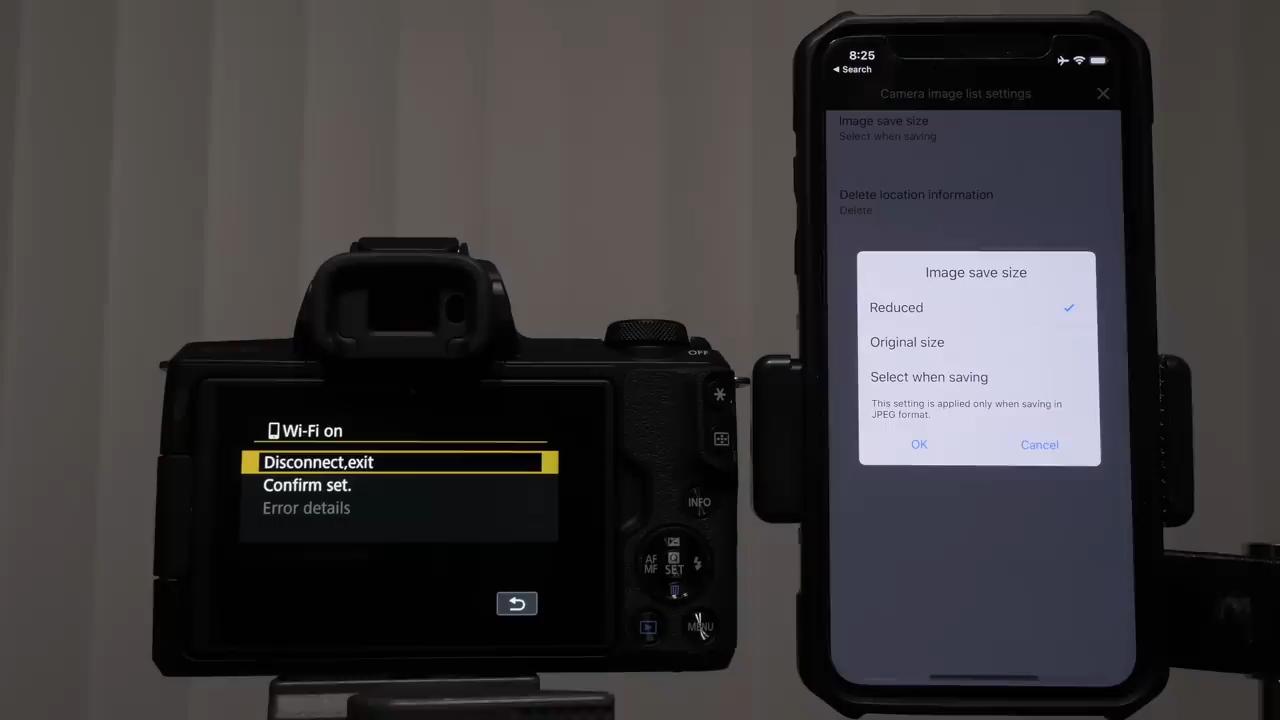 Wi-Fi on
Disconnect,exit
Confirm set.
Error details
OFF
INFO
AF
MF
SET
MENU
8:25
Search
Camera image list settings
Image save size
Select when saving
Delete location information
Delete
Image save size
Reduced
Original size
Select when saving
This setting is applied only when saving in
JPEG format.
OK
Cancel